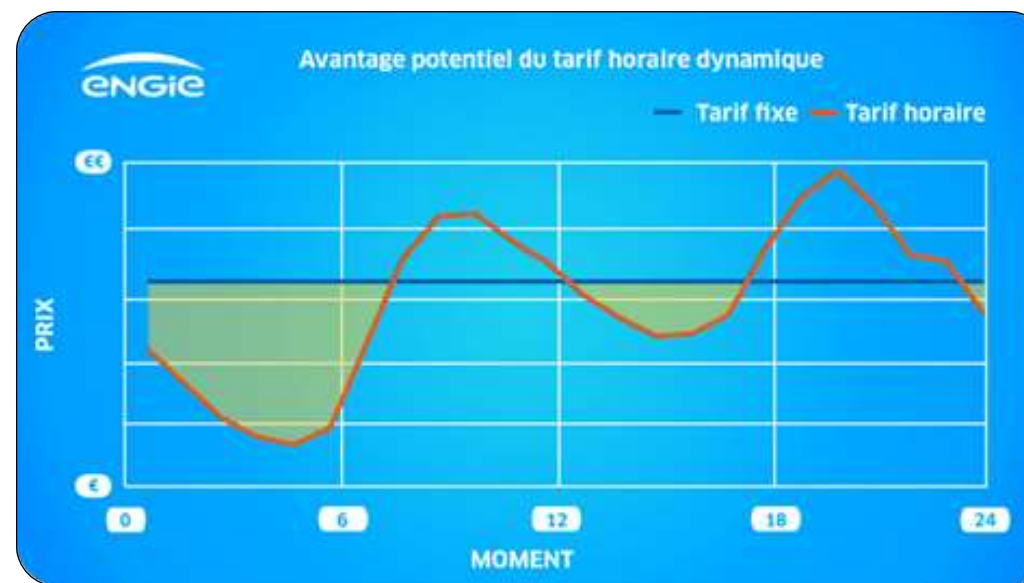 Avantage potentiel du tarif horaire dynamique
ENGIE
Tarif fixe Tarif horaire
€€
PRIX
€
0 6 12 18 24
MOMENT